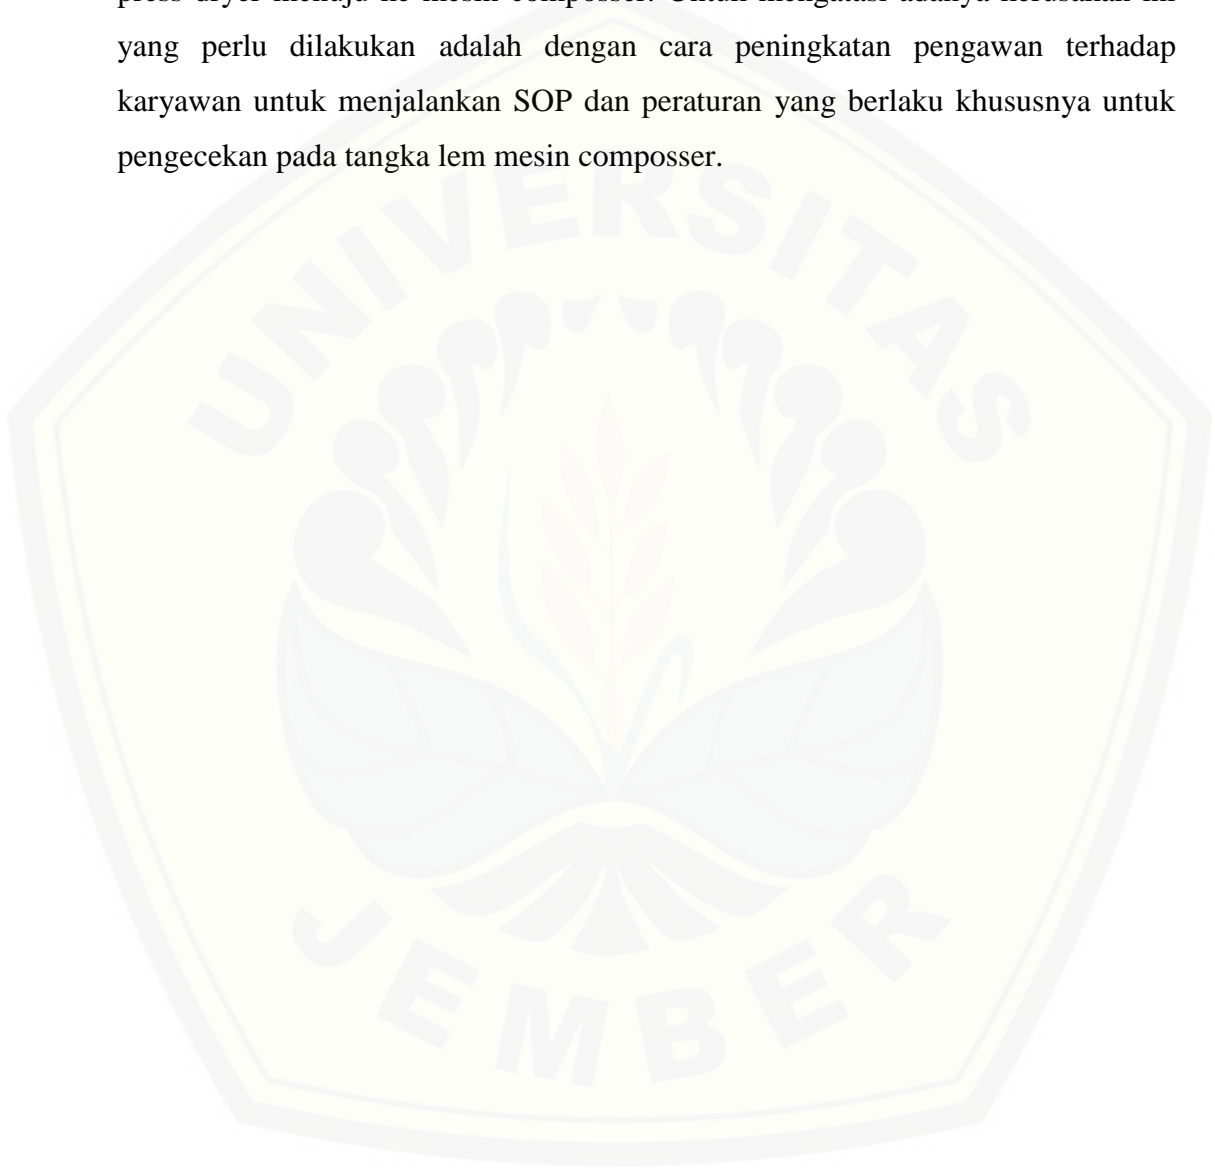 press dryer menuju ke mesin composser. Untuk mengatasi adanya kerusakan ini
yang perlu dilakukan adalah dengan cara peningkatan pengawan terhadap
karyawan untuk menjalankan SOP dan peraturan yang berlaku khususnya untuk
pengecekan pada tangka lem mesin composser.
UNIVERSITAS
JEMBER